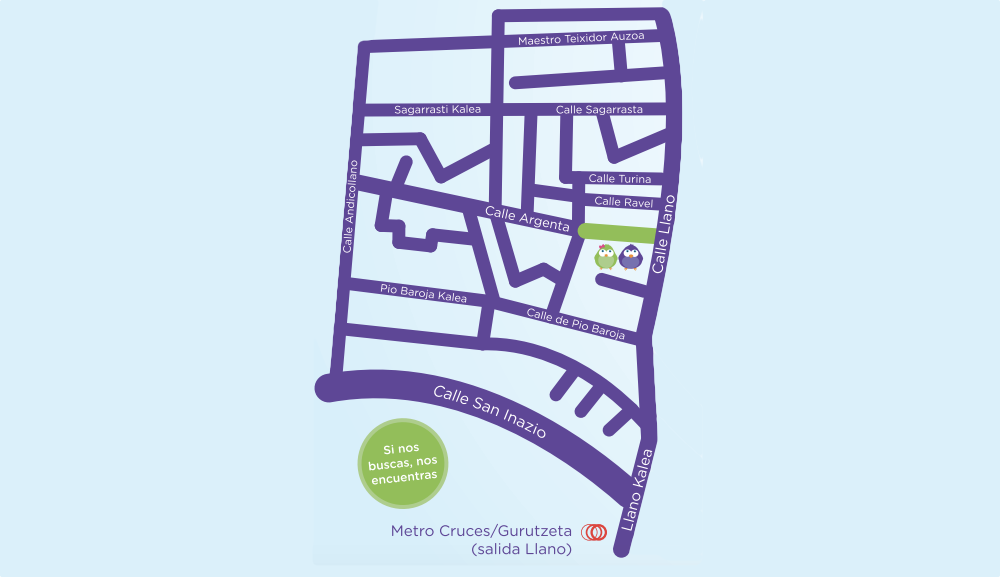 Maestro Teixidor Auzoa
Sagarrasti Kalea
Calle Sagarrasta
Calle Turina
Calle Ravel
Calle Andicollano
Calle Argenta
Calle Llano
Pio Baroja Kalea
Calle de Pio Baroja
Calle San Inazio
Si nos
buscas, nos
encuentras
Llano Kalea
Metro Cruces/Gurutzeta
(salida Llano)